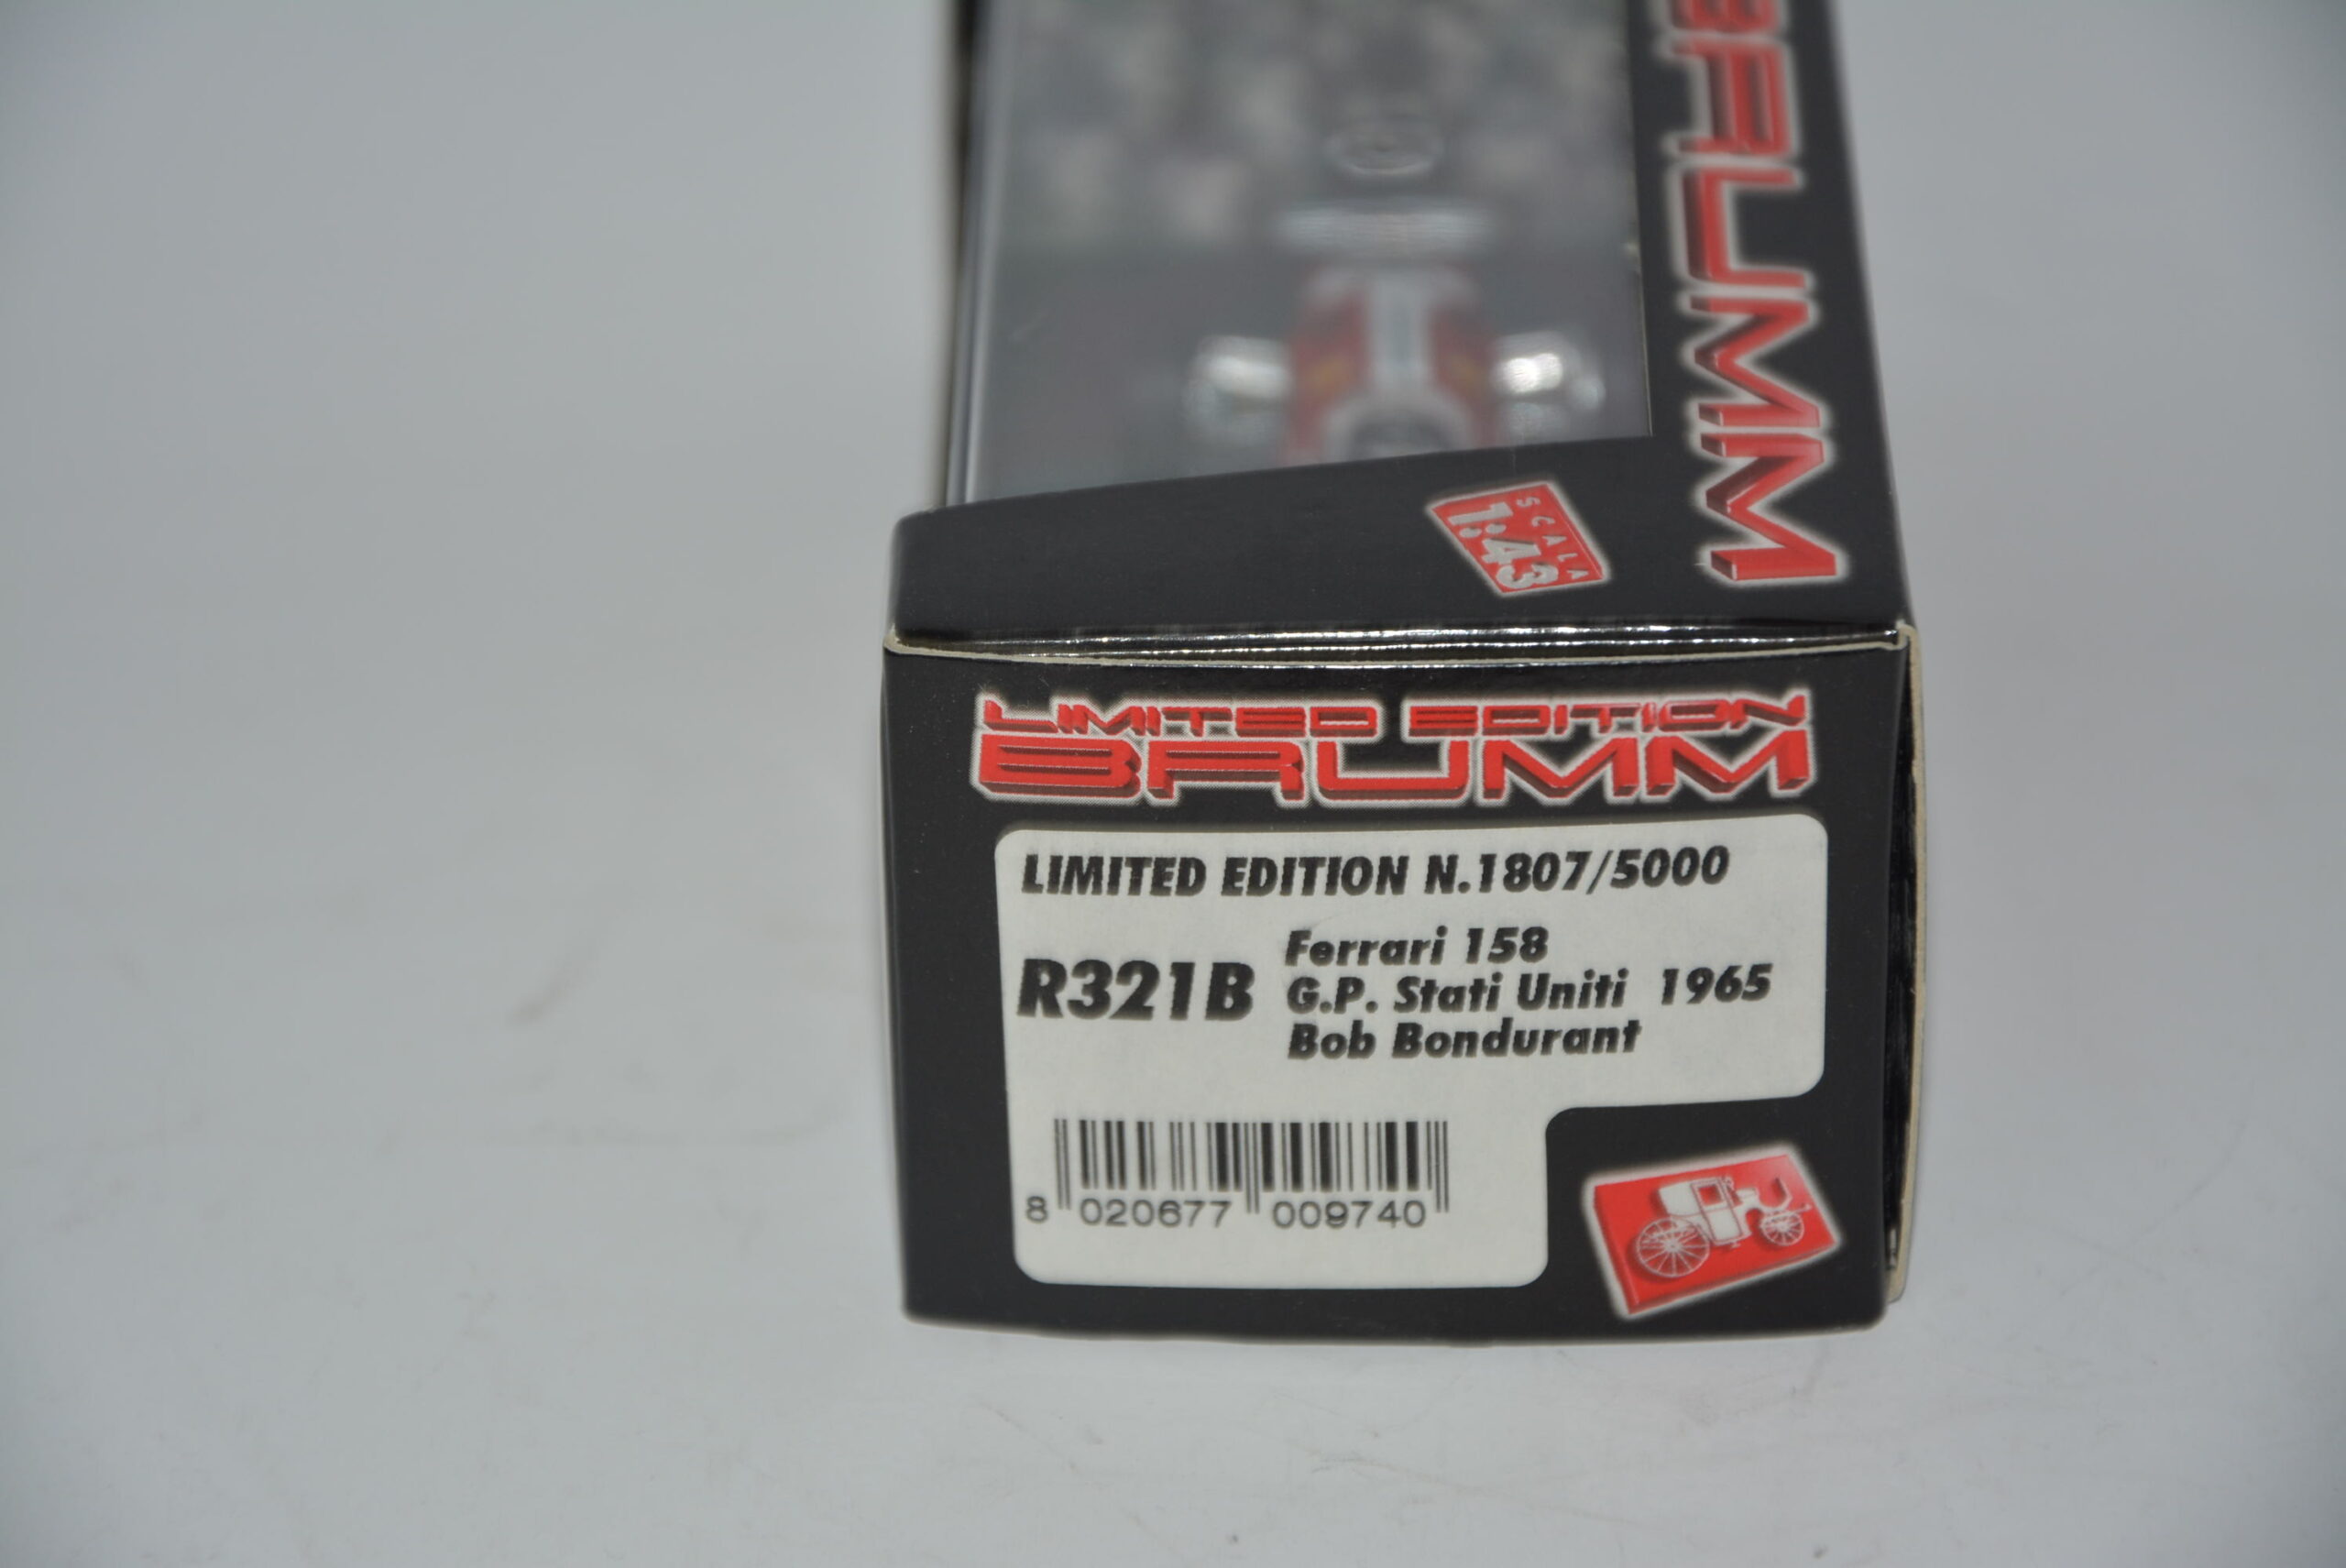 BRUMM
SCALA
1:43
LIMITED EDITION
BRUMM
LIMITED EDITION N.1807/5000
R321B
Ferrari 158
G.P. Stati Uniti 1965
Bob Bondurant
8 020677 009740